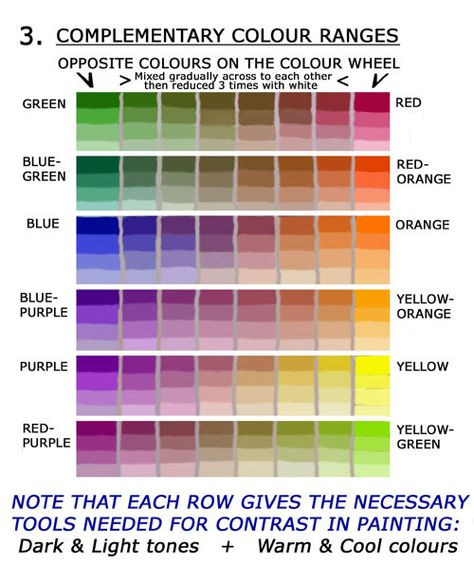 3. COMPLEMENTARY COLOUR RANGES
OPPOSITE COLOURS ON THE COLOUR WHEEL
> Mixed gradually across to each other <
then reduced 3 times with white
GREEN RED
BLUE-
GREEN
RED-
ORANGE
BLUE ORANGE
BLUE-
PURPLE
YELLOW-
ORANGE
PURPLE YELLOW
RED-
PURPLE
YELLOW-
GREEN
NOTE THAT EACH ROW GIVES THE NECESSARY
TOOLS NEEDED FOR CONTRAST IN PAINTING:
Dark & Light tones + Warm & Cool colours